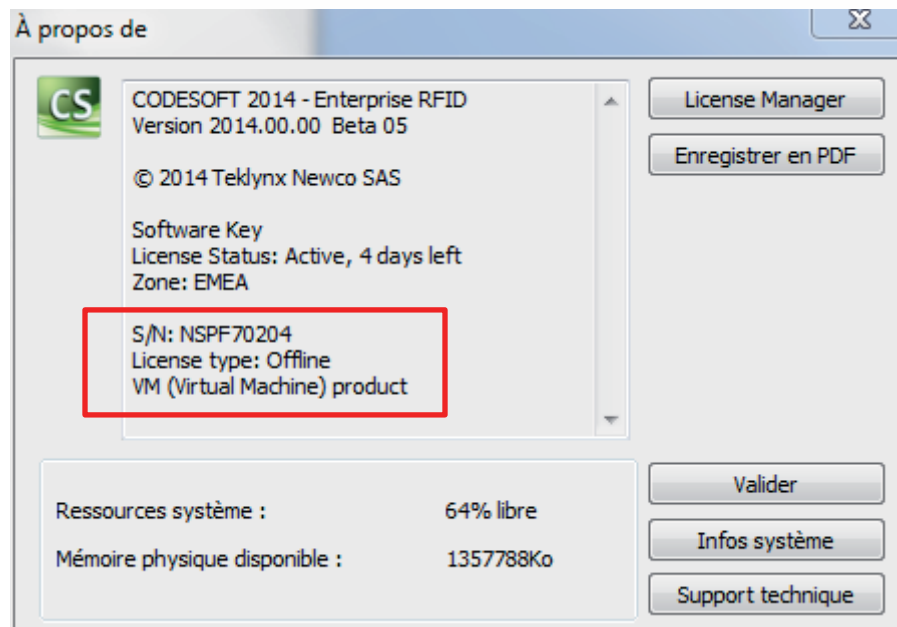 À propos de
CS
CODESOFT 2014 - Enterprise RFID
Version 2014.00.00 Beta 05
© 2014 Teklynx Newco SAS
Software Key
License Status: Active, 4 days left
Zone: EMEA
S/N: NSPF70204
License type: Offline
VM (Virtual Machine) product
License Manager
Enregistrer en PDF
Ressources système : 64% libre
Mémoire physique disponible : 1357788Ko
Valider
Infos système
Support technique